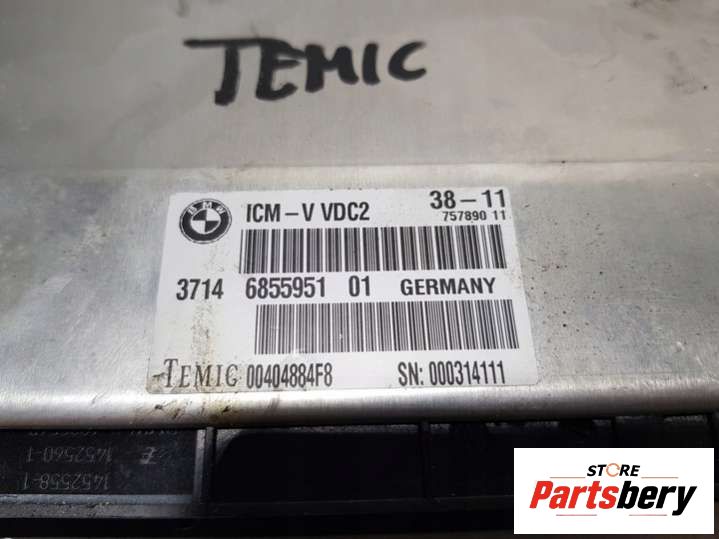 TEMIC
BMW
ICM-V VDC2
38-11
757890 11
3714 6855951 01 GERMANY
TEMIC 00404884F8 SN: 000314111
1452560-1
1452558-1
STORE
Partsbery